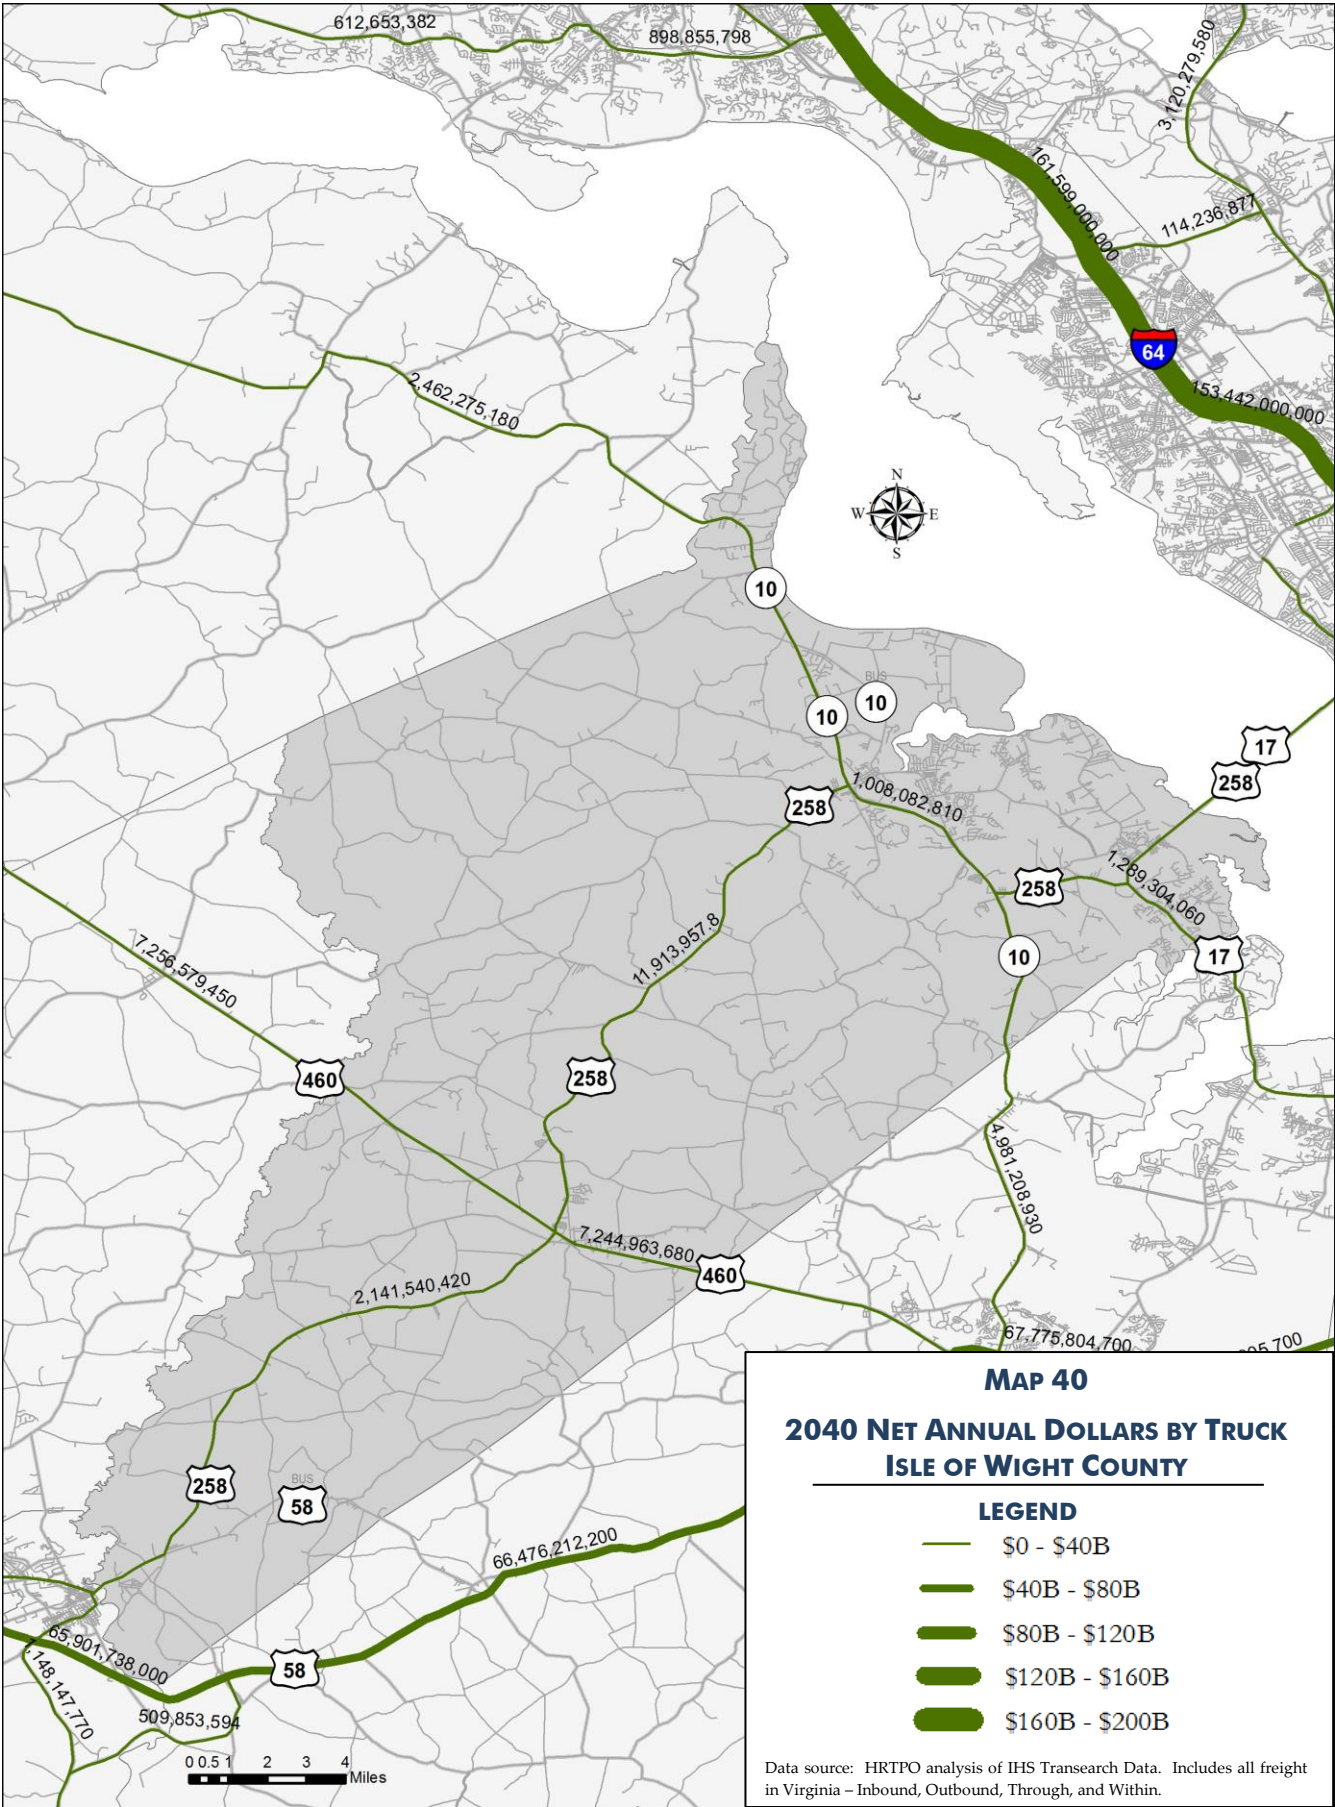 612,653,382
898,855,798
3,120,279,580
161,599,000,000
114,236,877
64
153,442,000,000
2,462,275,180
N
W
E
S
10
BUS
10
10
17
258
258
1,008,082,810
1,289,304,060
258
17
10
11,913,957.8
7,256,579,450
460
258
4,981,208,930
7,244,963,680
460
2,141,540,420
67,775,804,700
05,700
258
BUS
58
66,476,212,200
65,901,738,000
58
1,148,147,770
509,853,594
0 0.5 1 2 3 4
Miles
MAP 40
2040 NET ANNUAL DOLLARS BY TRUCK
ISLE OF WIGHT COUNTY
LEGEND
$0 - $40B
$40B - $80B
$80B - $120B
$120B - $160B
$160B - $200B
Data source: HRTPO analysis of IHS Transearch Data. Includes all freight
in Virginia – Inbound, Outbound, Through, and Within.